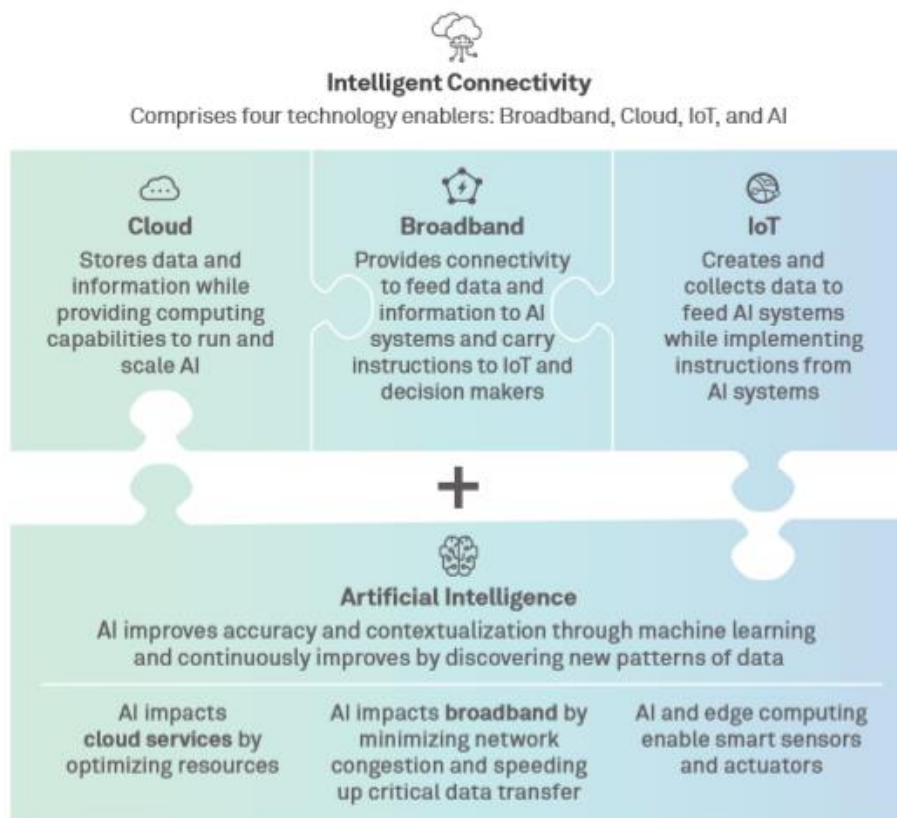 Intelligent Connectivity
Comprises four technology enablers: Broadband, Cloud, IoT, and AI
Cloud
Stores data and
information while
providing computing
capabilities to run and
scale AI
Broadband
Provides connectivity
to feed data and
information to AI
systems and carry
instructions to IoT and
decision makers
IoT
Creates and
collects data to
feed AI systems
while implementing
instructions from
AI systems
+
Artificial Intelligence
AI improves accuracy and contextualization through machine learning
and continuously improves by discovering new patterns of data
AI impacts
cloud services by
optimizing resources
AI impacts broadband by
minimizing network
congestion and speeding
up critical data transfer
AI and edge computing
enable smart sensors
and actuators